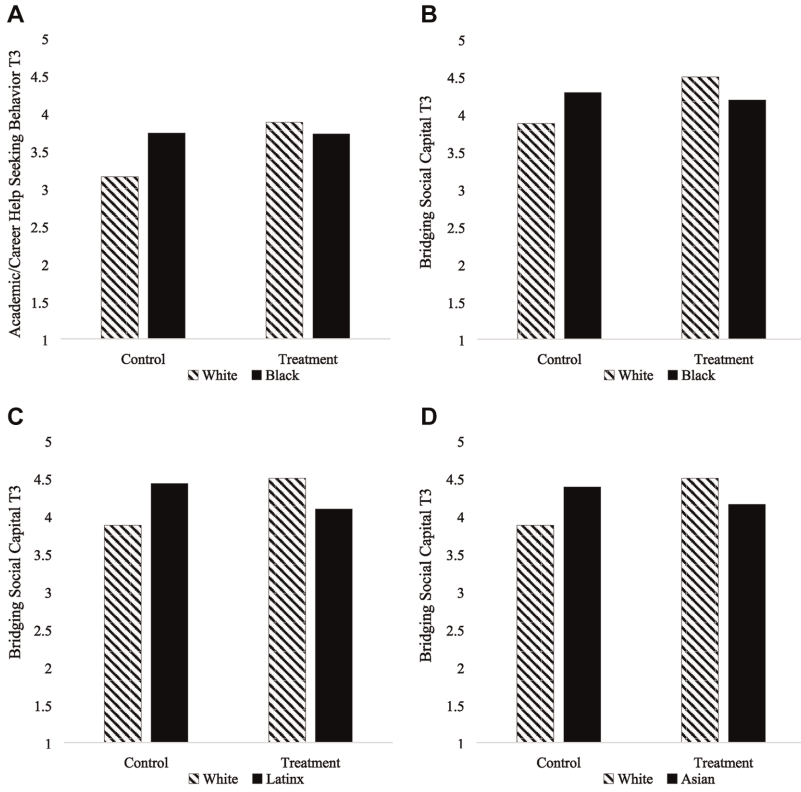 A
Academic/Career Help Seeking Behavior T3
5
4.5
4
3.5
3
2.5
2
1.5
1
Control Treatment
White Black
B
Bridging Social Capital T3
5
4.5
4
3.5
3
2.5
2
1.5
1
Control Treatment
White Black
C
Bridging Social Capital T3
5
4.5
4
3.5
3
2.5
2
1.5
1
Control Treatment
White Latinx
D
Bridging Social Capital T3
5
4.5
4
3.5
3
2.5
2
1.5
1
Control Treatment
White Asian